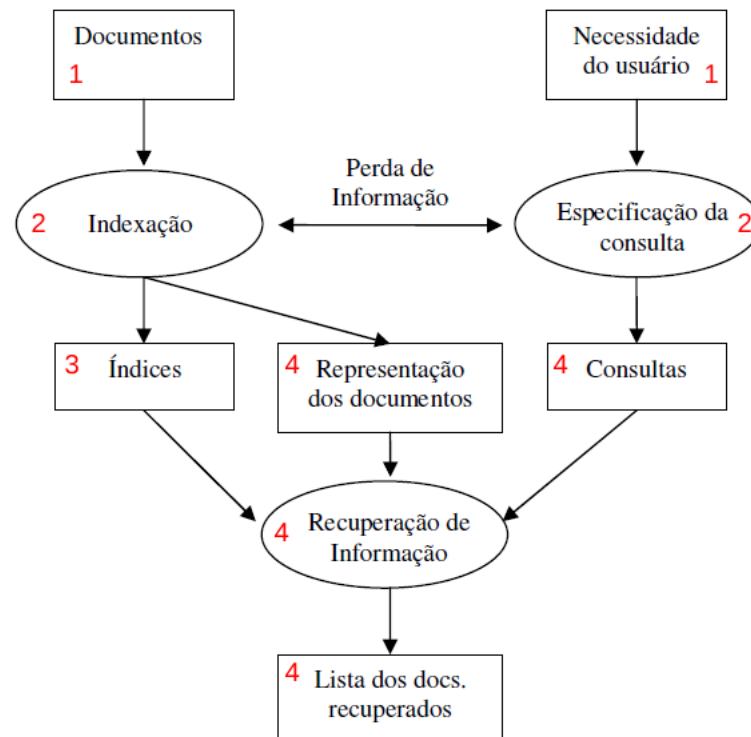 Documentos
1
Necessidade
do usuário
1
Perda de
Informação
2
Indexação
Especificação da
consulta
2
3
Índices
4
Representação
dos documentos
4
Consultas
4
Recuperação de
Informação
4
Lista dos docs.
recuperados